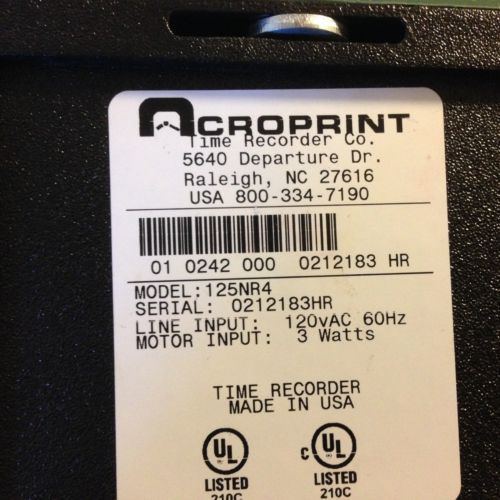 ACROPRINT
Time Recorder Co.
5640 Departure Dr.
Raleigh, NC 27616
USA 800-334-7190
01 0242 000 0212183 HR
MODEL:125NR4
SERIAL: 0212183HR
LINE INPUT: 120vAC 60Hz
MOTOR INPUT: 3 Watts
TIME RECORDER
MADE IN USA
UL c UL
LISTED LISTED
210C 210C